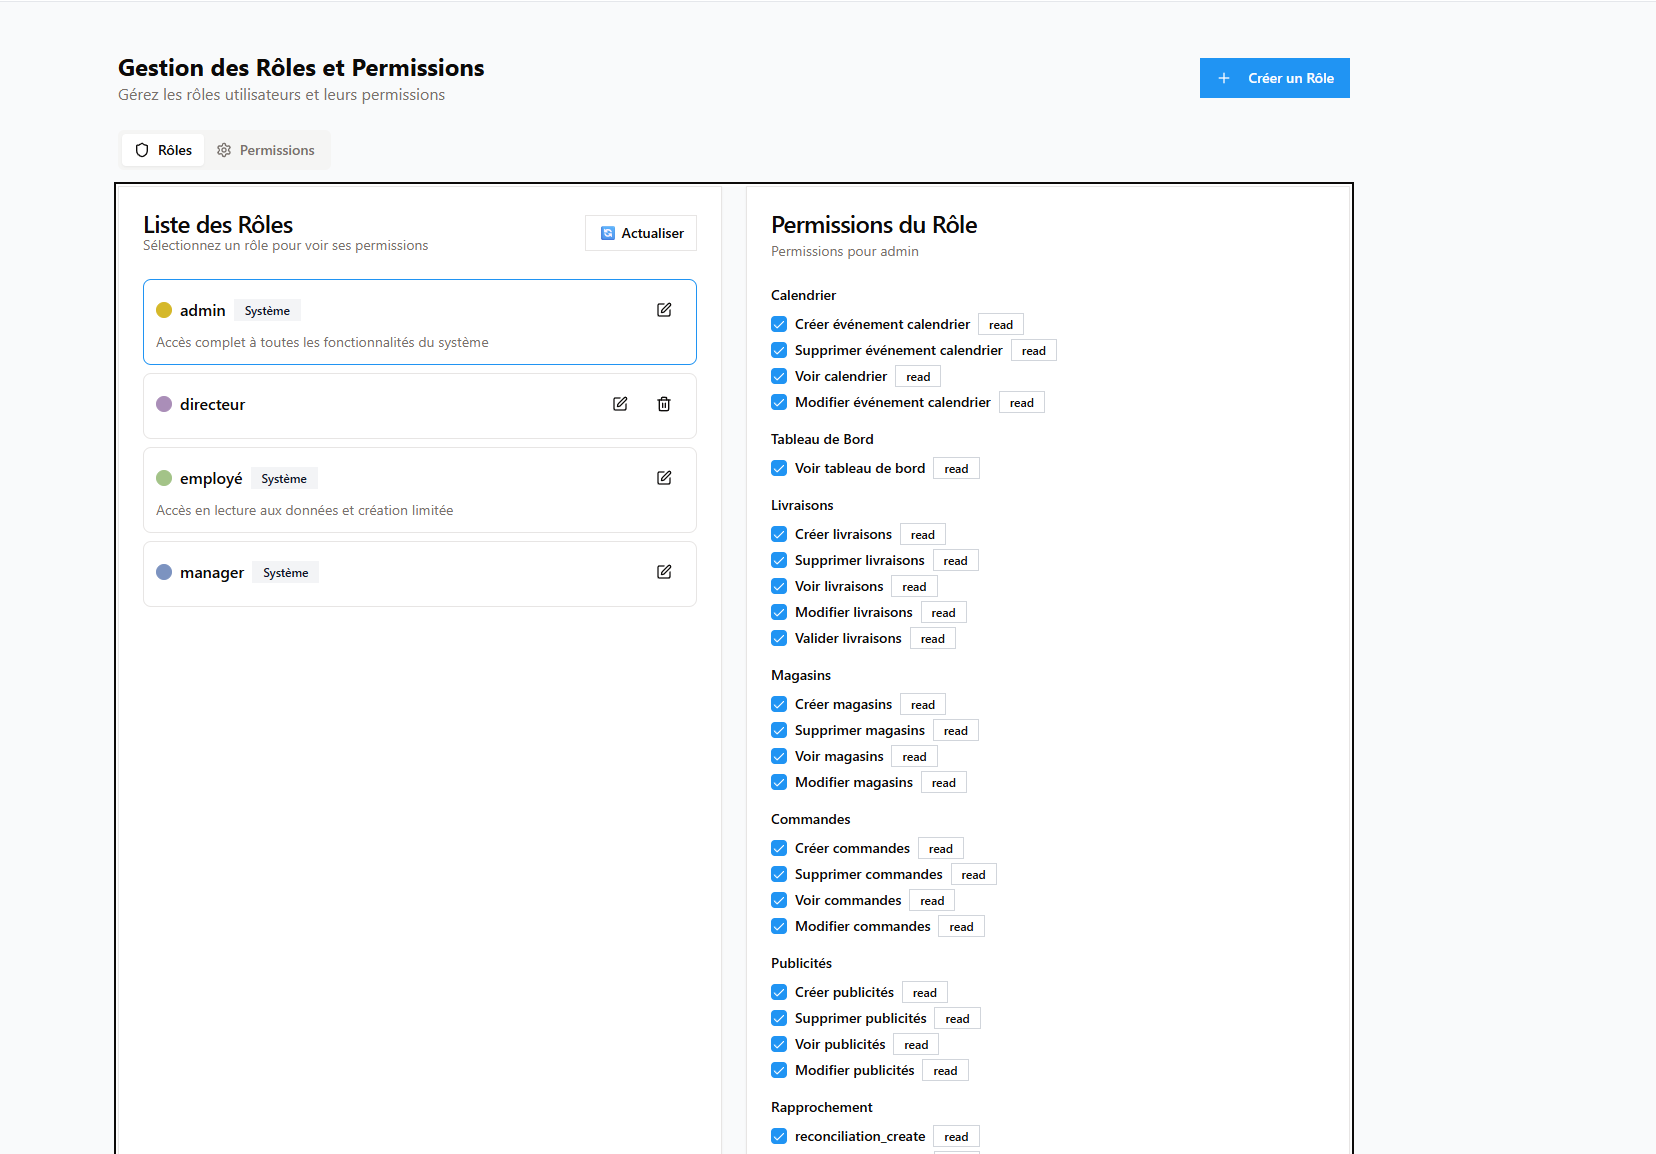 Gestion des Rôles et Permissions
Gérez les rôles utilisateurs et leurs permissions
Créer un Rôle
Rôles
Permissions
Liste des Rôles
Sélectionnez un rôle pour voir ses permissions
Actualiser
admin Système
Accès complet à toutes les fonctionnalités du système
directeur
employé Système
Accès en lecture aux données et création limitée
manager Système
Permissions du Rôle
Permissions pour admin
Calendrier
Créer événement calendrier read
Supprimer événement calendrier read
Voir calendrier read
Modifier événement calendrier read
Tableau de Bord
Voir tableau de bord read
Livraisons
Créer livraisons read
Supprimer livraisons read
Voir livraisons read
Modifier livraisons read
Valider livraisons read
Magasins
Créer magasins read
Supprimer magasins read
Voir magasins read
Modifier magasins read
Commandes
Créer commandes read
Supprimer commandes read
Voir commandes read
Modifier commandes read
Publicités
Créer publicités read
Supprimer publicités read
Voir publicités read
Modifier publicités read
Rapprochement
reconciliation_create read